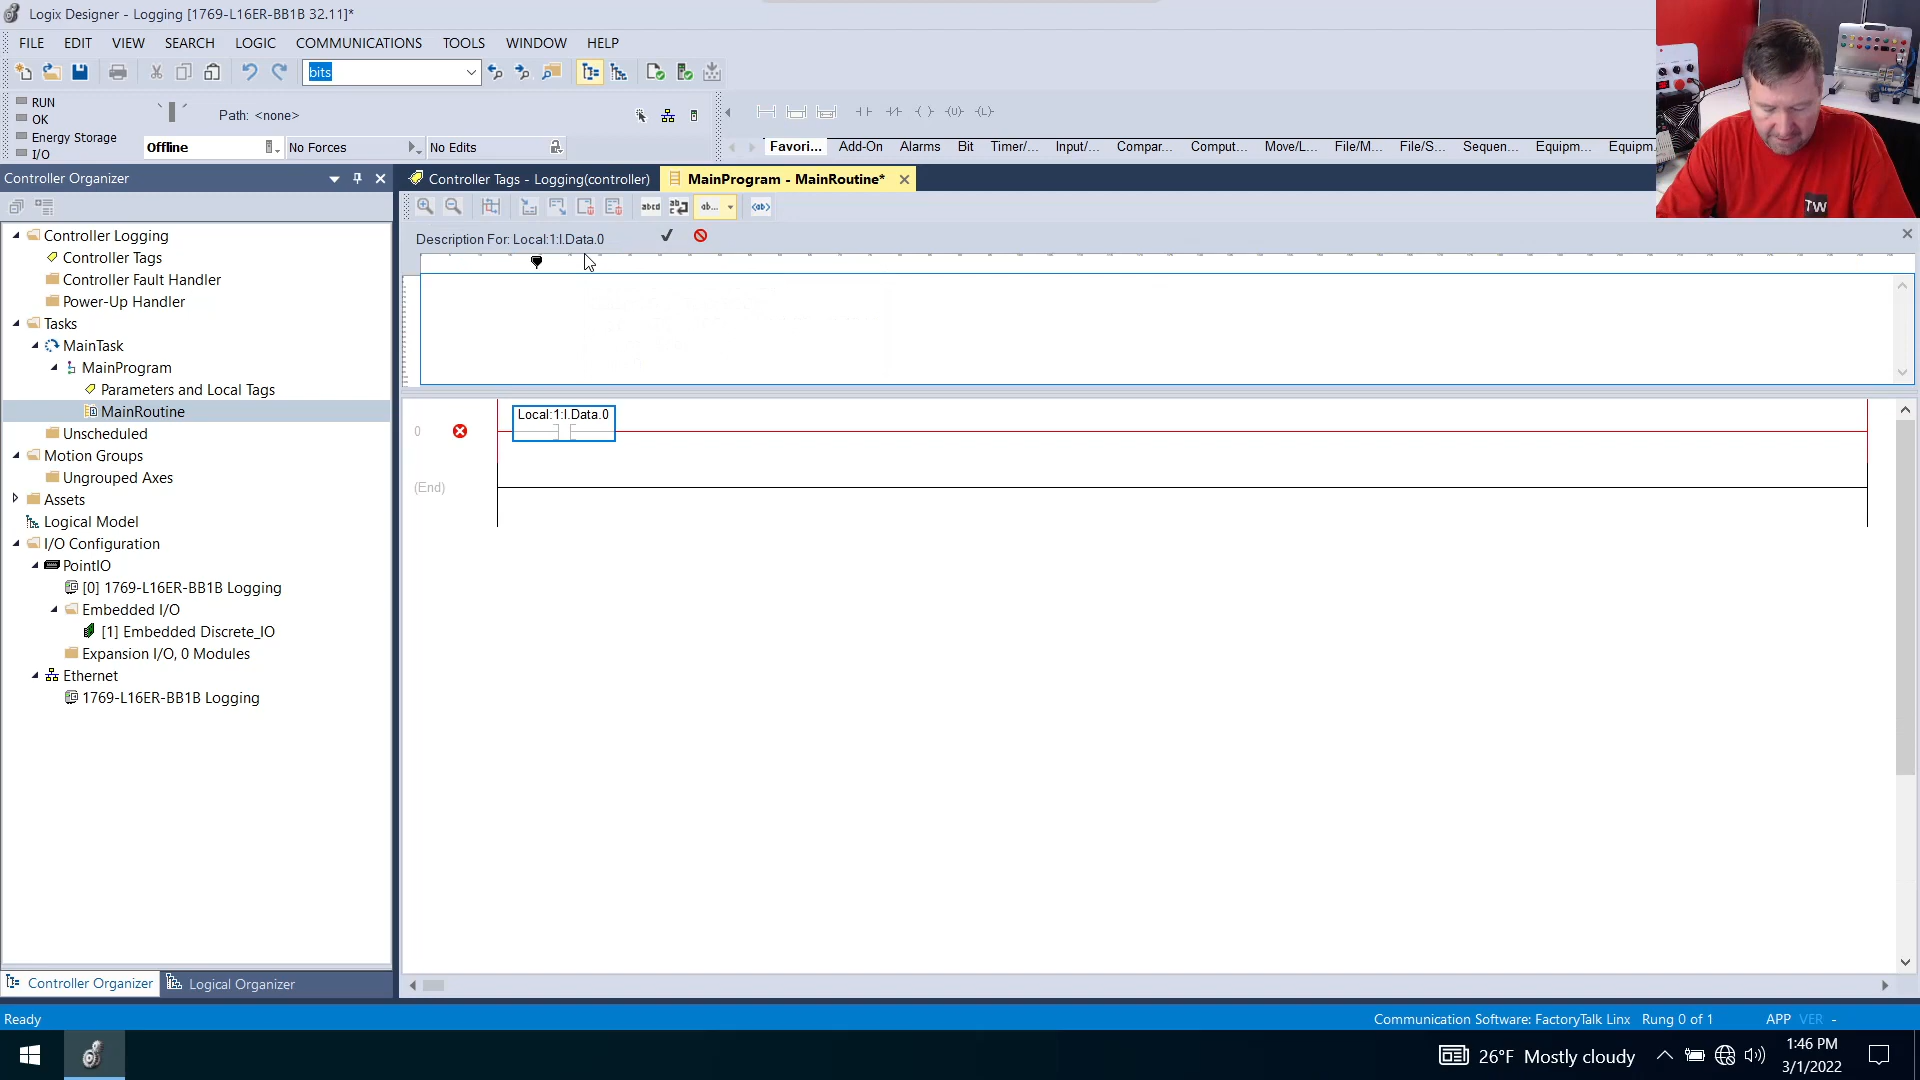 Logix Designer - Logging [1769-L16ER-BB1B 32.11]*
FILE EDIT VIEW SEARCH LOGIC COMMUNICATIONS TOOLS WINDOW HELP
bits
RUN
OK
Energy Storage
I/O
Path: <none>
Offline No Forces No Edits
Favori... Add-On Alarms Bit Timer/... Input/... Compar... Comput... Move/L... File/M... File/S... Sequen... Equipm... Equipm
TW
Controller Organizer
Controller Tags - Logging(controller) MainProgram - MainRoutine*
Controller Logging
Controller Tags
Controller Fault Handler
Power-Up Handler
Tasks
MainTask
MainProgram
Parameters and Local Tags
MainRoutine
Unscheduled
Motion Groups
Ungrouped Axes
Assets
Logical Model
I/O Configuration
PointIO
[0] 1769-L16ER-BB1B Logging
Embedded I/O
[1] Embedded Discrete_IO
Expansion I/O, 0 Modules
Ethernet
1769-L16ER-BB1B Logging
abcd ab c ab... <ab>
Description For: Local:1:I.Data.0
Local:1:I.Data.0
0
(End)
Controller Organizer Logical Organizer
Ready Communication Software: FactoryTalk Linx Rung 0 of 1 APP VER -
26°F Mostly cloudy
1:46 PM
3/1/2022